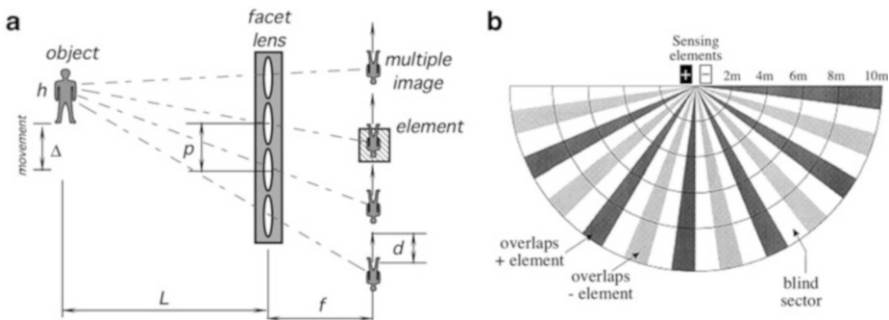 a
object
h
movement
Δ
facet
lens
p
multiple
image
element
d
L
f
b
Sensing
elements
+ − 2m 4m 6m 8m 10m
overlaps
+ element
overlaps
- element
blind
sector